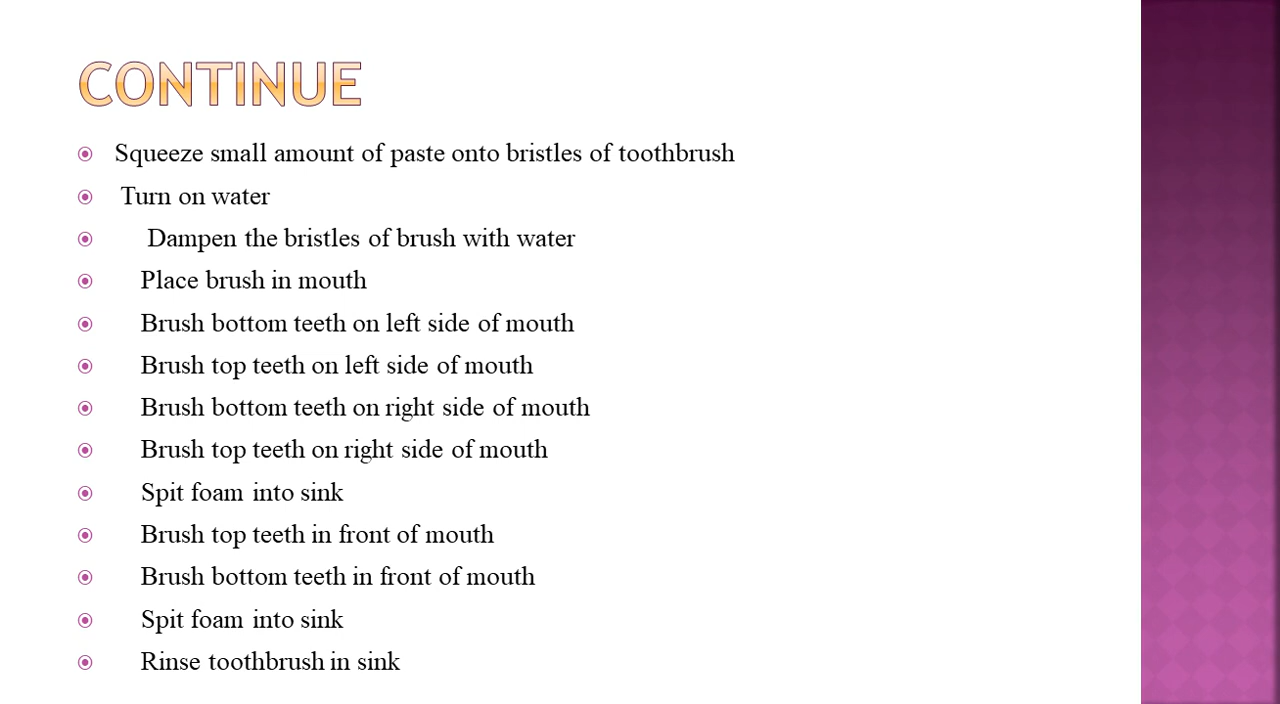 CONTINUE
Squeeze small amount of paste onto bristles of toothbrush
Turn on water
Dampen the bristles of brush with water
Place brush in mouth
Brush bottom teeth on left side of mouth
Brush top teeth on left side of mouth
Brush bottom teeth on right side of mouth
Brush top teeth on right side of mouth
Spit foam into sink
Brush top teeth in front of mouth
Brush bottom teeth in front of mouth
Spit foam into sink
Rinse toothbrush in sink